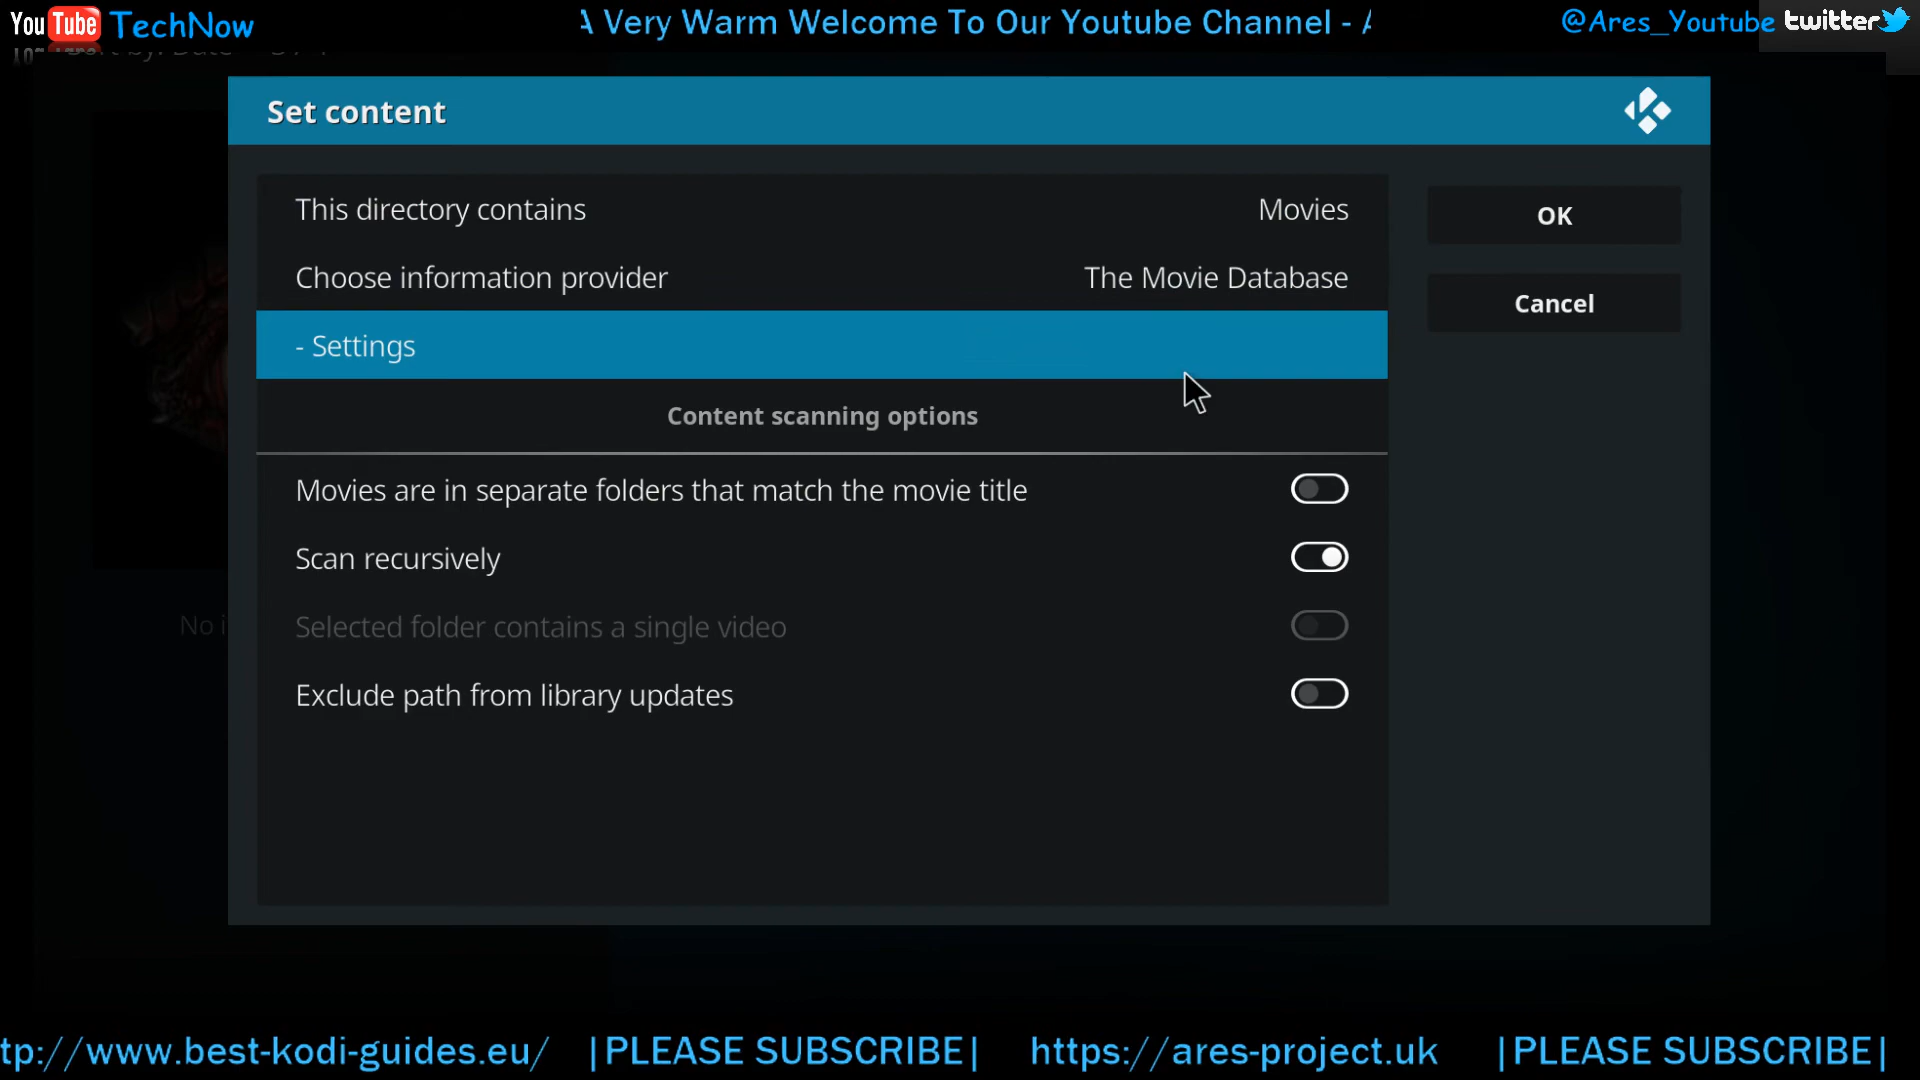 YouTube TechNow
A Very Warm Welcome To Our Youtube Channel -
@Ares_Youtube twitter
Set content
This directory contains Movies
OK
Choose information provider The Movie Database
Cancel
- Settings
Content scanning options
Movies are in separate folders that match the movie title
Scan recursively
Selected folder contains a single video
No i
Exclude path from library updates
tp://www.best-kodi-guides.eu/ |PLEASE SUBSCRIBE| https://ares-project.uk |PLEASE SUBSCRIBE|